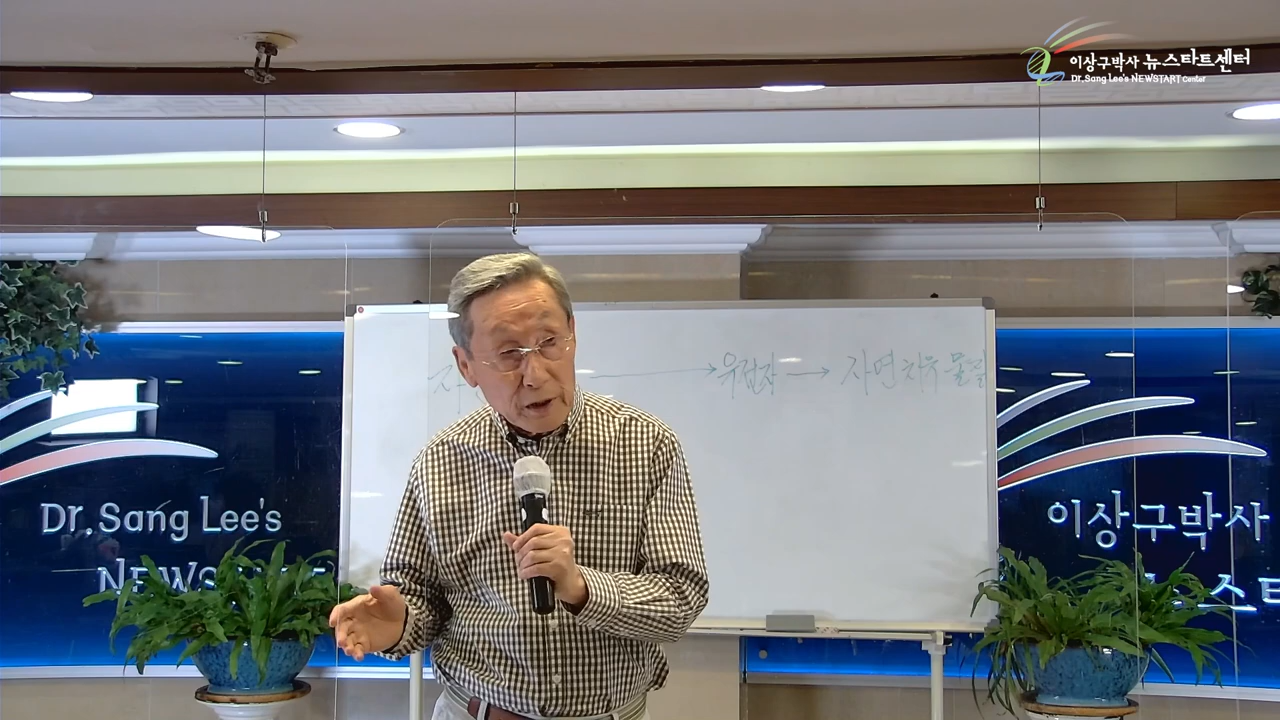 이상구박사 뉴스타트센터
Dr. Sang Lee's NEWSTART Center
→ 유전자 → 자연치유 물질
Dr. Sang Lee's
이상구박사